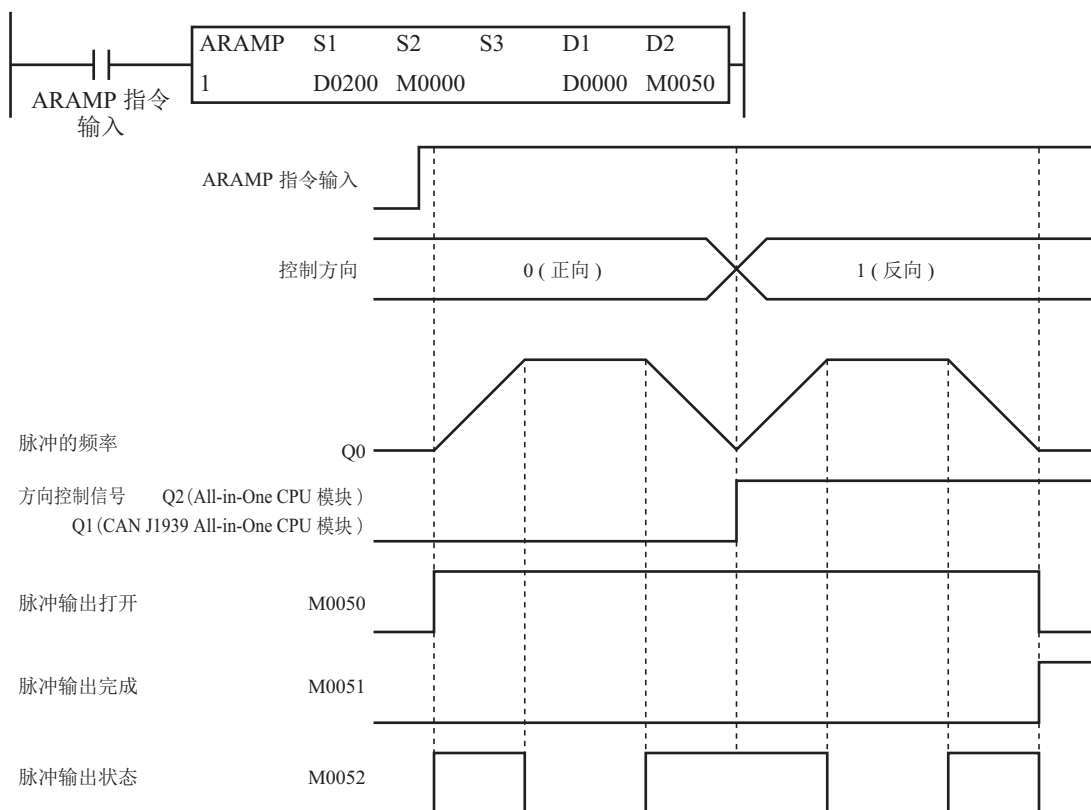 ARAMP S1 S2 S3 D1 D2
1 D0200 M0000 D0000 M0050
ARAMP 指令
输入
ARAMP 指令输入
控制方向 0 ( 正向 ) 1 ( 反向 )
脉冲的频率 Q0
方向控制信号 Q2 (All-in-One CPU 模块 )
Q1 (CAN J1939 All-in-One CPU 模块 )
脉冲输出打开 M0050
脉冲输出完成 M0051
脉冲输出状态 M0052